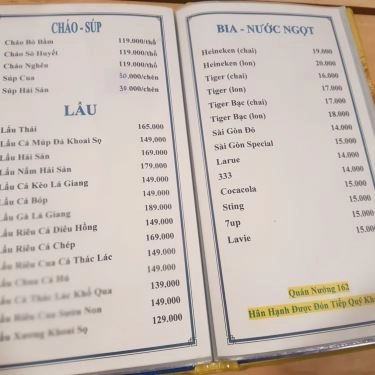 CHÁO - SÚP
Cháo Bò Bằm 119.000/thố
Cháo Sò Huyết 119.000/thố
Cháo Nghêu 119.000/thố
Súp Cua 30.000/chén
Súp Hải Sản 30.000/chén
LẨU
Lẩu Thái 165.000
Lẩu Cá Múp Đá Khoai Sọ 149.000
Lẩu Hải Sản 169.000
Lẩu Nấm Hải Sản 179.000
Lẩu Cá Kèo Lá Giang 149.000
Lẩu Cá Bóp 149.000
Lẩu Gà Lá Giang 189.000
Lẩu Riêu Cá Diêu Hồng 149.000
Lẩu Riêu Cá Chép 169.000
Lẩu Riêu Cua Cá Thác Lác 149.000
Lẩu Cá Thác Lác Khổ Qua 139.000
Lẩu Riêu Cua Sườn Non 149.000
Lẩu Xương Khoai Sọ 129.000
BIA - NƯỚC NGỌT
Heineken (chai) 19.000
Heineken (lon) 20.000
Tiger (chai) 16.000
Tiger (lon) 17.000
Tiger Bạc (chai) 17.000
Tiger Bạc (lon) 18.000
Sài Gòn Đỏ 14.000
Sài Gòn Special 15.000
Larue 14.000
333 14.000
Cocacola 15.000
Sting 15.000
7up 15.000
Lavie 15.000
Quán Nướng 162
Hân Hạnh Được Đón Tiếp Quý Kh